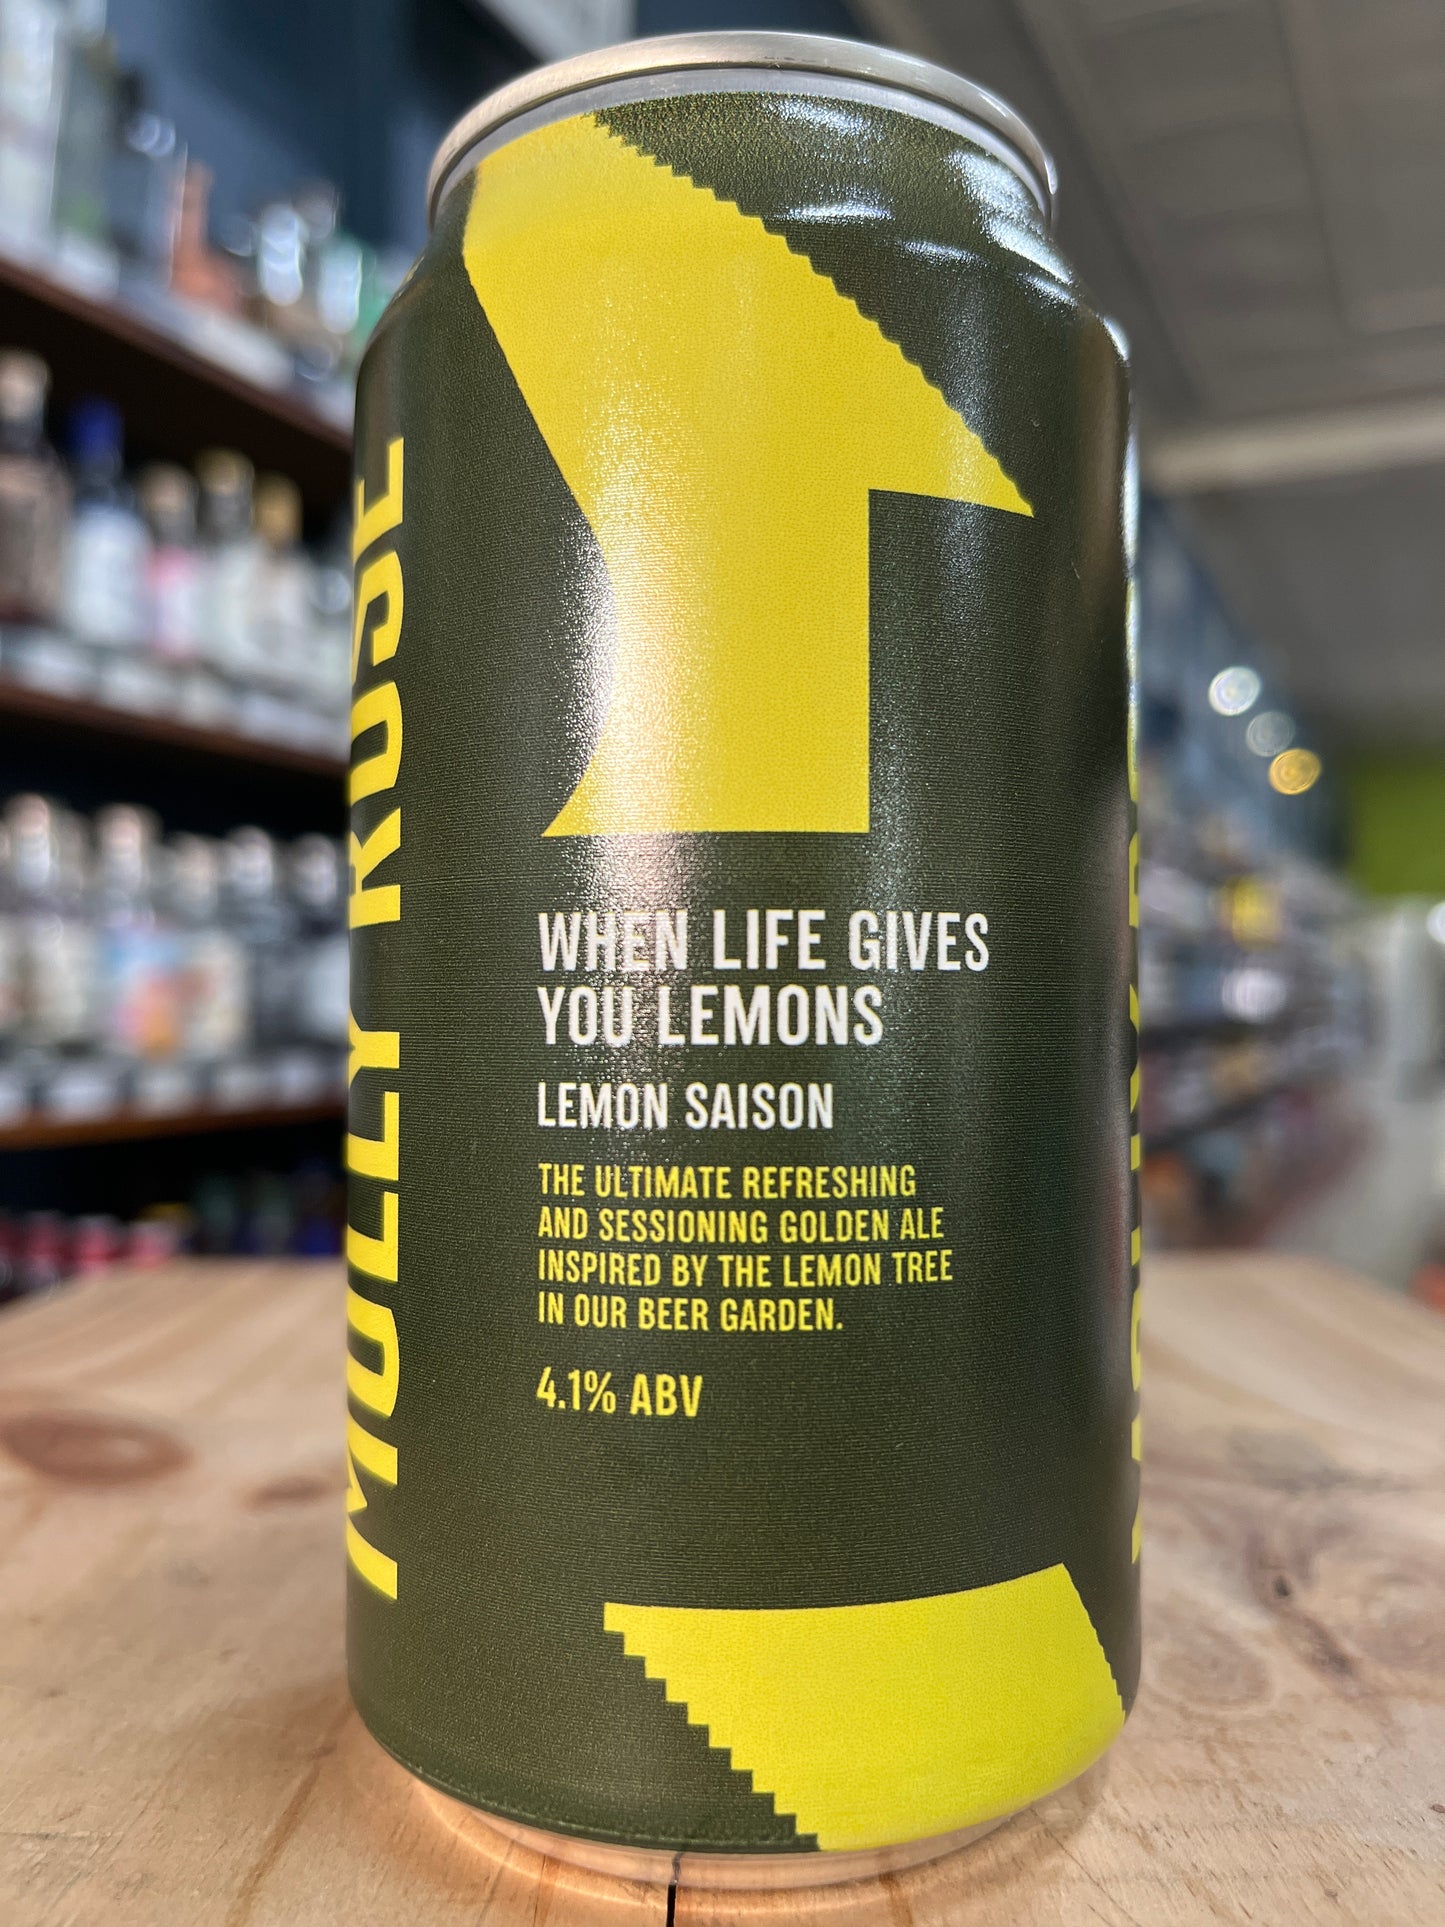 MOLLY ROSE
WHEN LIFE GIVES
YOU LEMONS
LEMON SAISON
THE ULTIMATE REFRESHING
AND SESSIONING GOLDEN ALE
INSPIRED BY THE LEMON TREE
IN OUR BEER GARDEN.
4.1% ABV